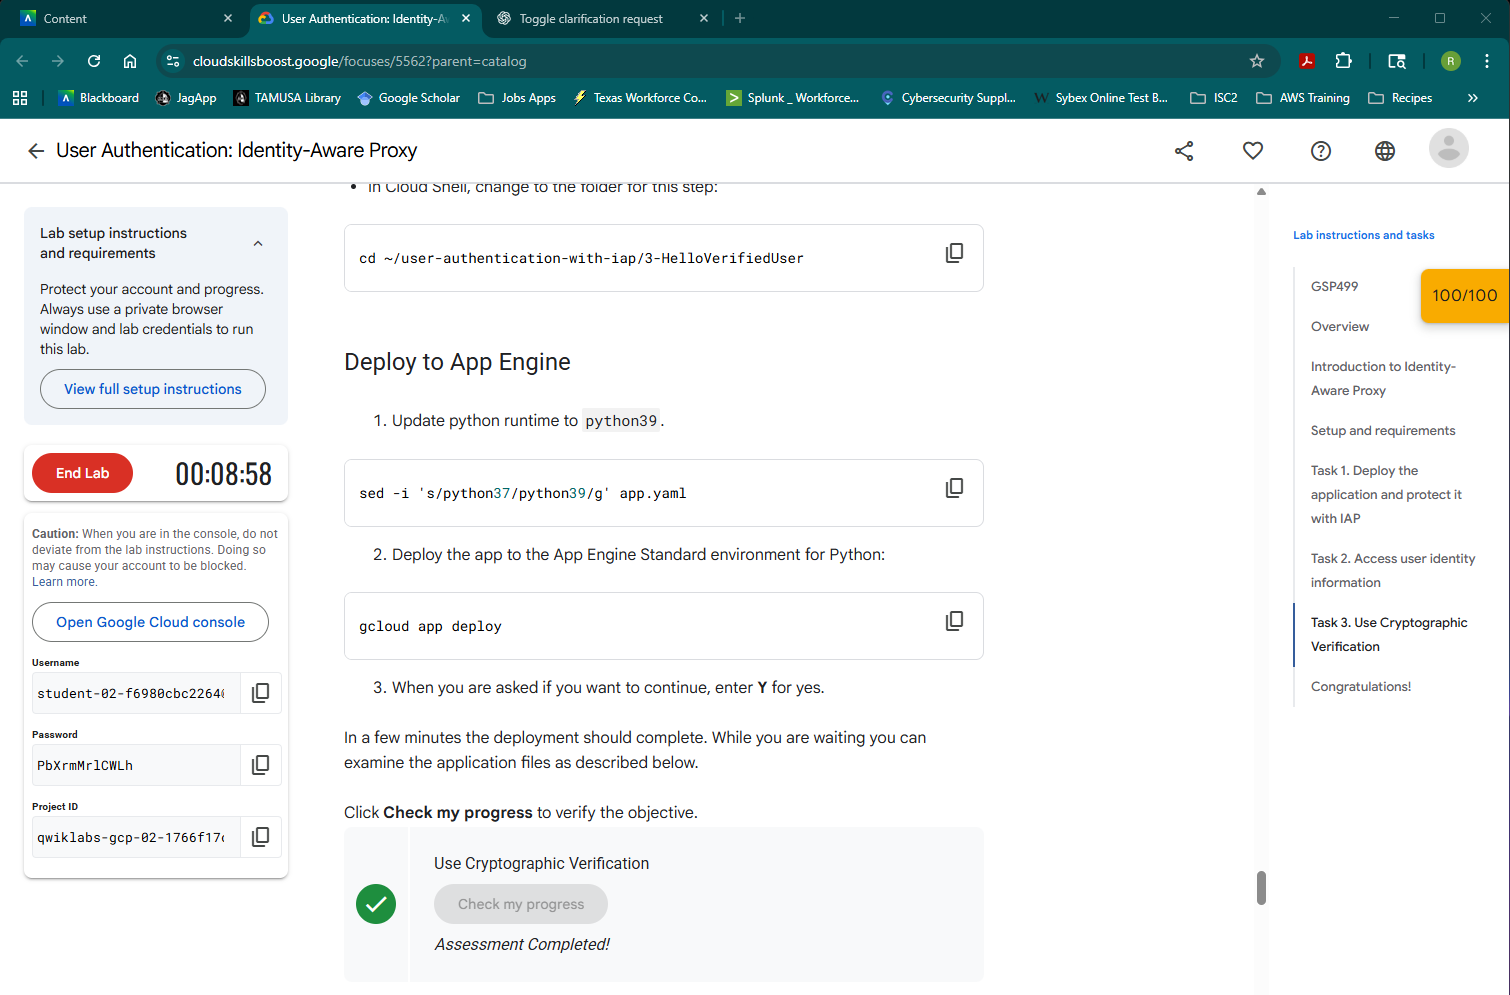 Content
User Authentication: Identity-A
Toggle clarification request
cloudskillsboost.google/focuses/5562?parent=catalog
R
Blackboard
JagApp
TAMUSA Library
Google Scholar
Jobs Apps
Texas Workforce Co...
Splunk _ Workforce...
Cybersecurity Suppl...
Sybex Online Test B...
ISC2
AWS Training
Recipes
User Authentication: Identity-Aware Proxy
Lab setup instructions
and requirements
Protect your account and progress.
Always use a private browser
window and lab credentials to run
this lab.
View full setup instructions
End Lab
00:08:58
Caution: When you are in the console, do not
deviate from the lab instructions. Doing so
may cause your account to be blocked.
Learn more.
Open Google Cloud console
Username
student-02-f6980cbc2264
Password
PbXrmMrlCWLh
Project ID
qwiklabs-gcp-02-1766f17
• In Cloud Shell, change to the folder for this step:
cd ~/user-authentication-with-iap/3-HelloVerifiedUser
Deploy to App Engine
1. Update python runtime to python39.
sed -i 's/python37/python39/g' app.yaml
2. Deploy the app to the App Engine Standard environment for Python:
gcloud app deploy
3. When you are asked if you want to continue, enter Y for yes.
In a few minutes the deployment should complete. While you are waiting you can
examine the application files as described below.
Click Check my progress to verify the objective.
Use Cryptographic Verification
Check my progress
Assessment Completed!
Lab instructions and tasks
GSP499
100/100
Overview
Introduction to Identity-
Aware Proxy
Setup and requirements
Task 1. Deploy the
application and protect it
with IAP
Task 2. Access user identity
information
Task 3. Use Cryptographic
Verification
Congratulations!